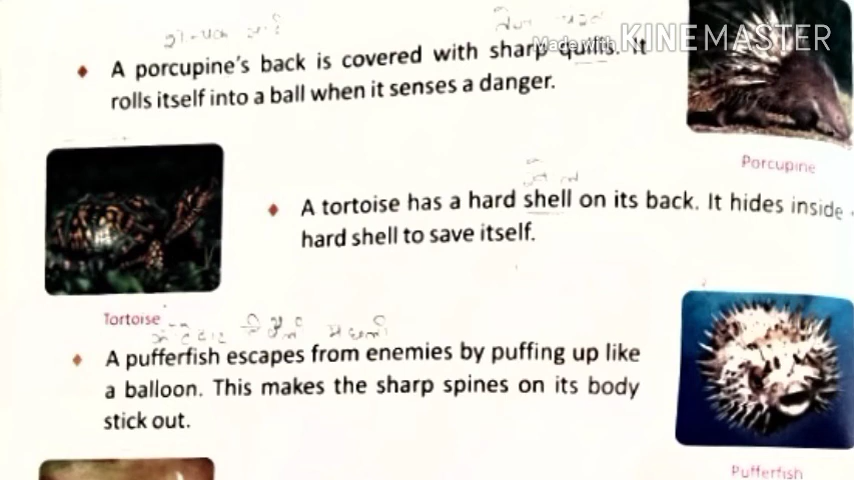 Made with KINEMASTER
A porcupine's back is covered with sharp quills. It
rolls itself into a ball when it senses a danger.
Porcupine
A tortoise has a hard shell on its back. It hides inside
hard shell to save itself.
Tortoise
A pufferfish escapes from enemies by puffing up like
a balloon. This makes the sharp spines on its body
stick out.
Pufferfish